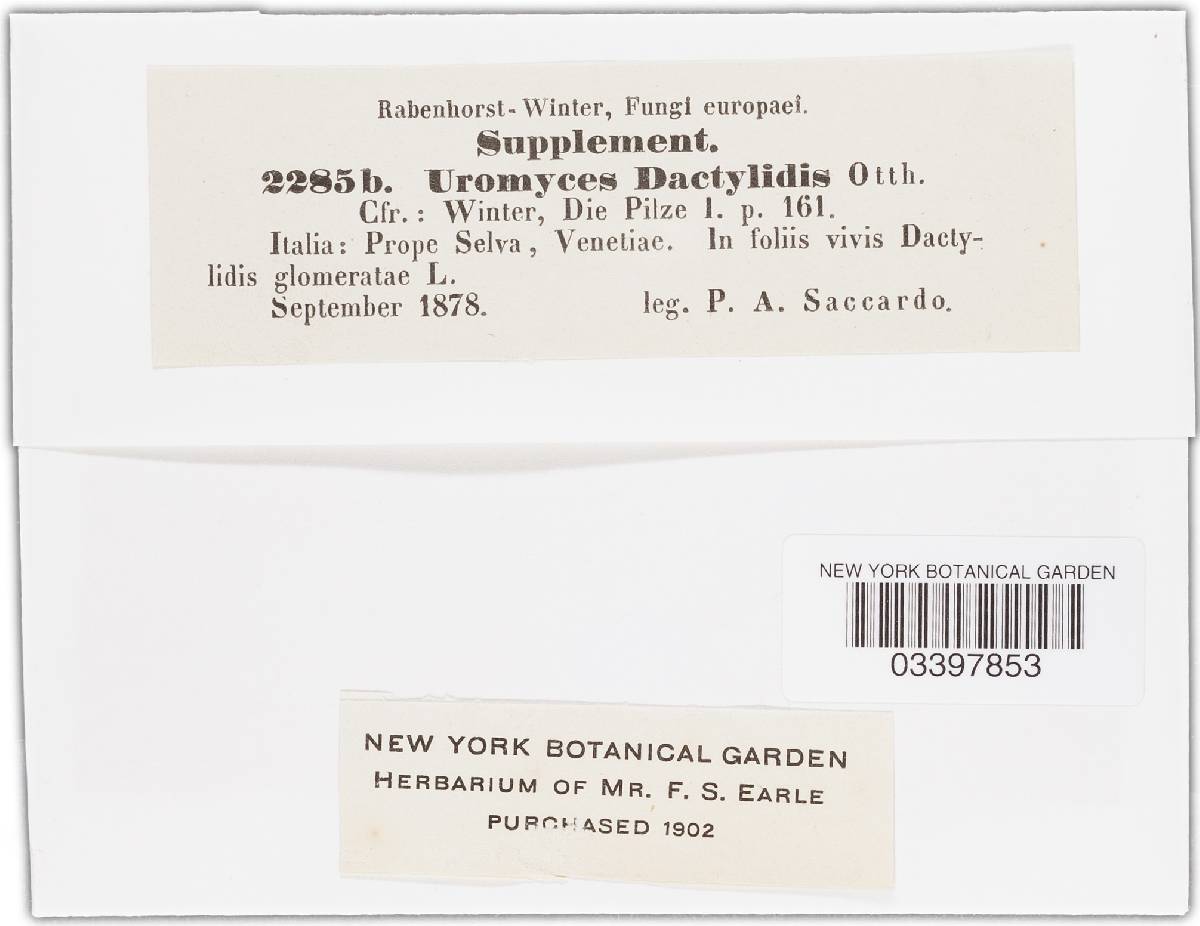 Rabenhorst-Winter, Fungi europaei.
Supplement.
2285b. Uromyces Dactylidis Otth.
Cfr.: Winter, Die Pilze I. p. 161.
Italia: Prope Selva, Venetiae. In foliis vivis Dacty-
lidis glomeratae L.
September 1878. leg. P. A. Saccardo.
NEW YORK BOTANICAL GARDEN
03397853
NEW YORK BOTANICAL GARDEN
HERBARIUM OF MR. F. S. EARLE
PURCHASED 1902